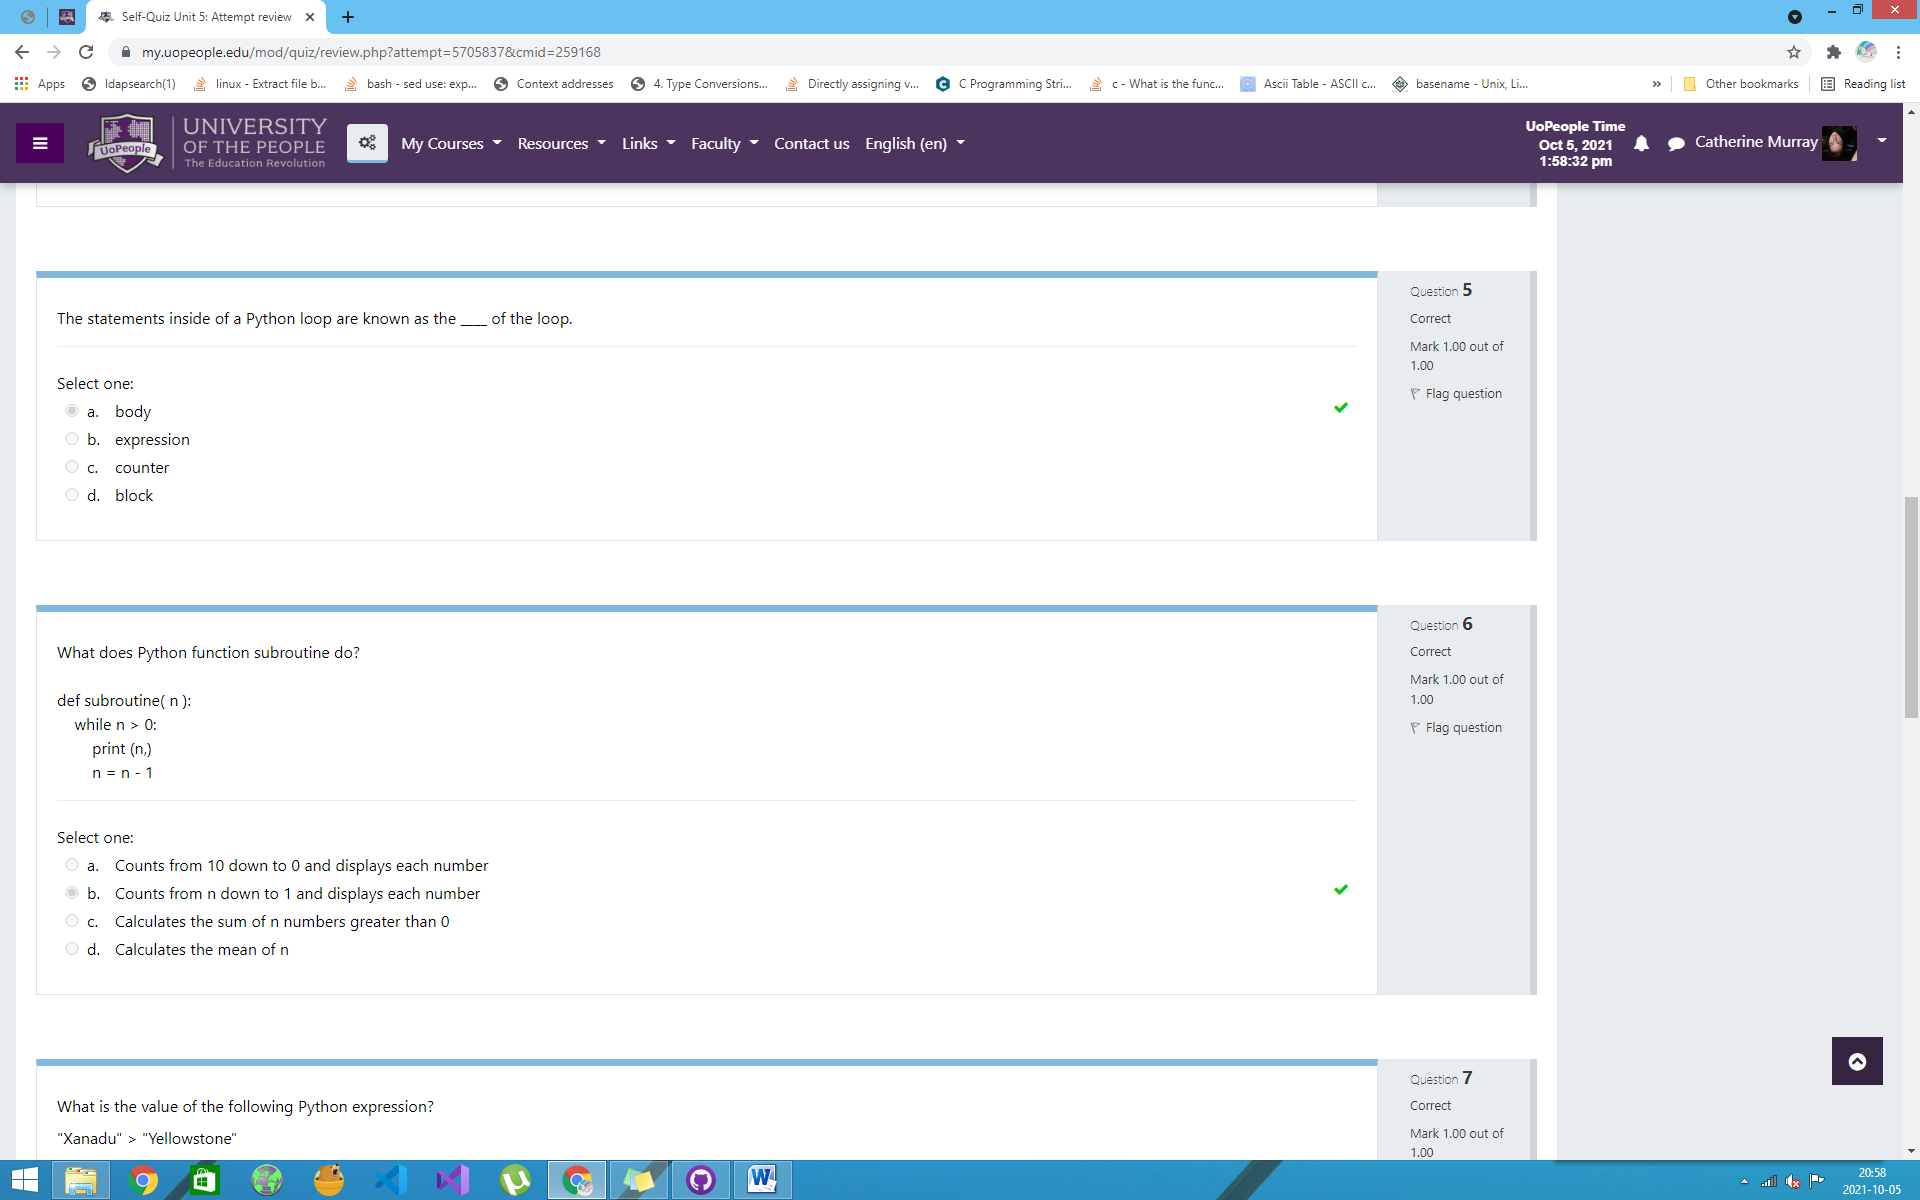 Self-Quiz Unit 5: Attempt review
my.uopeople.edu/mod/quiz/review.php?attempt=5705837&cmid=259168
Apps ldapsearch(1) linux - Extract file b... bash - sed use: exp... Context addresses 4. Type Conversions... Directly assigning v... C Programming Stri... c - What is the func... Ascii Table - ASCII c... basename - Unix, Li... » Other bookmarks Reading list
UoPeople
UNIVERSITY
OF THE PEOPLE
The Education Revolution
My Courses Resources Links Faculty Contact us English (en)
UoPeople Time
Oct 5, 2021
1:58:32 pm
Catherine Murray
The statements inside of a Python loop are known as the ____ of the loop.
Select one:
a. body
b. expression
c. counter
d. block
Question 5
Correct
Mark 1.00 out of
1.00
Flag question
What does Python function subroutine do?
def subroutine( n ):
while n > 0:
print (n,)
n = n - 1
Select one:
a. Counts from 10 down to 0 and displays each number
b. Counts from n down to 1 and displays each number
c. Calculates the sum of n numbers greater than 0
d. Calculates the mean of n
Question 6
Correct
Mark 1.00 out of
1.00
Flag question
What is the value of the following Python expression?
"Xanadu" > "Yellowstone"
Question 7
Correct
Mark 1.00 out of
1.00
20:58
2021-10-05